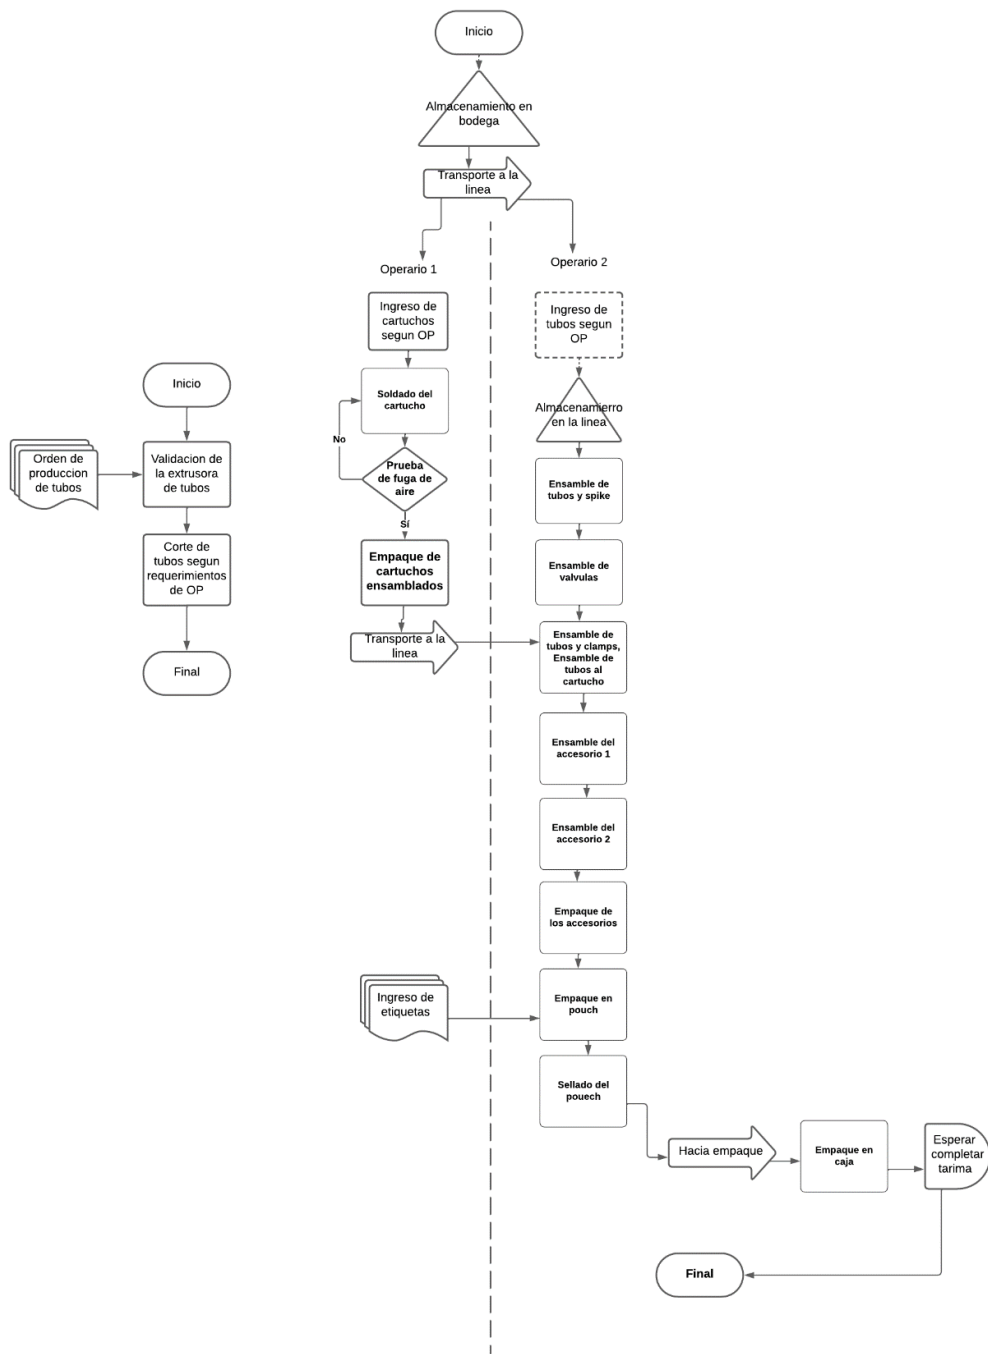 Inicio
Almacenamiento en
bodega
Transporte a la
linea
Operario 1
Operario 2
Ingreso de
cartuchos
segun OP
Ingreso de
tubos segun
OP
Inicio
Soldado del
cartucho
Almacenamierro
en la linea
No
Orden de
produccion
de tubos
Validacion de
la extrusora
de tubos
Prueba
de fuga de
aire
Ensamble de
tubos y spike
Sí
Corte de
tubos segun
requerimientos
de OP
Empaque de
cartuchos
ensamblados
Ensamble de
valvulas
Final
Transporte a la
linea
Ensamble de
tubos y clamps,
Ensamble de
tubos al
cartucho
Ensamble del
accesorio 1
Ensamble del
accesorio 2
Empaque de
los accesorios
Ingreso de
etiquetas
Empaque en
pouch
Sellado del
pouech
Hacia empaque
Empaque en
caja
Esperar
completar
tarima
Final